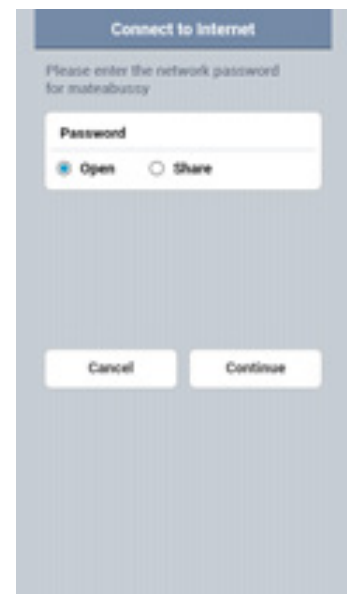 Connect to Internet
Please enter the network password
for mateabussy
Password
Open Share
Cancel Continue